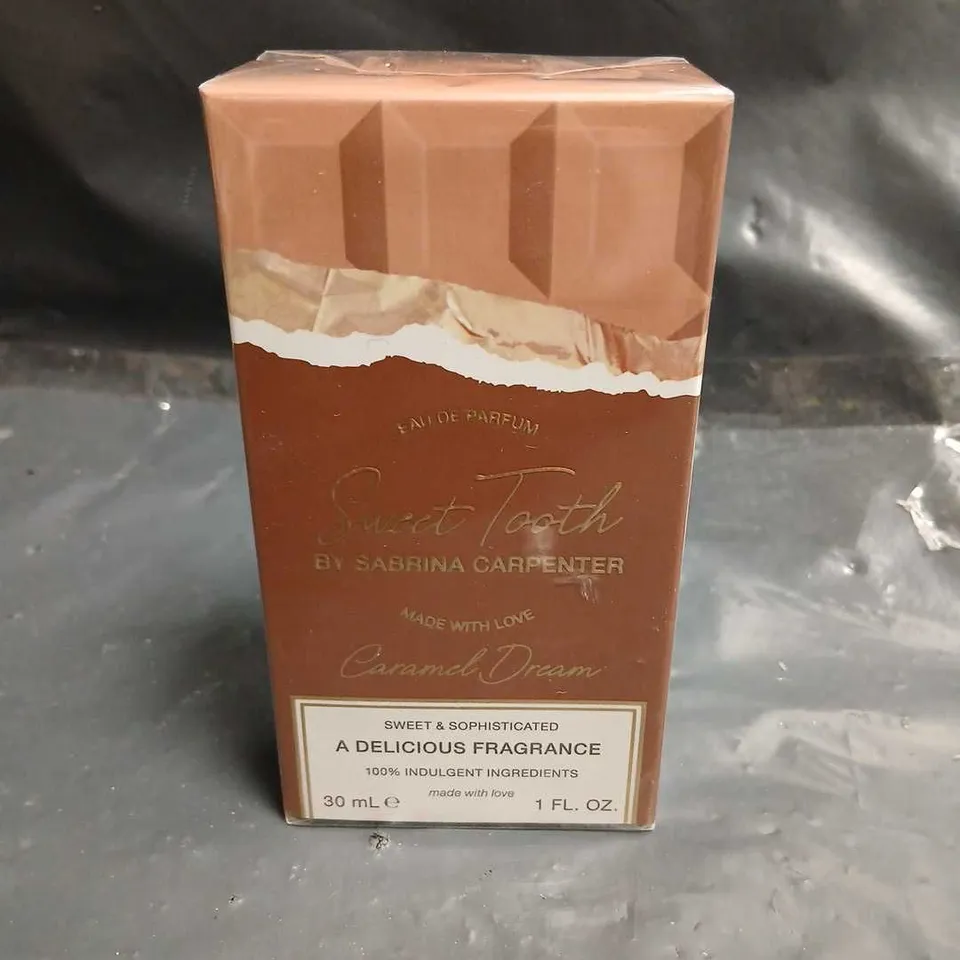 EAU DE PARFUM
Sweet Tooth
BY SABRINA CARPENTER
MADE WITH LOVE
Caramel Dream
SWEET & SOPHISTICATED
A DELICIOUS FRAGRANCE
100% INDULGENT INGREDIENTS
made with love
30 mL ℮ 1 FL. OZ.